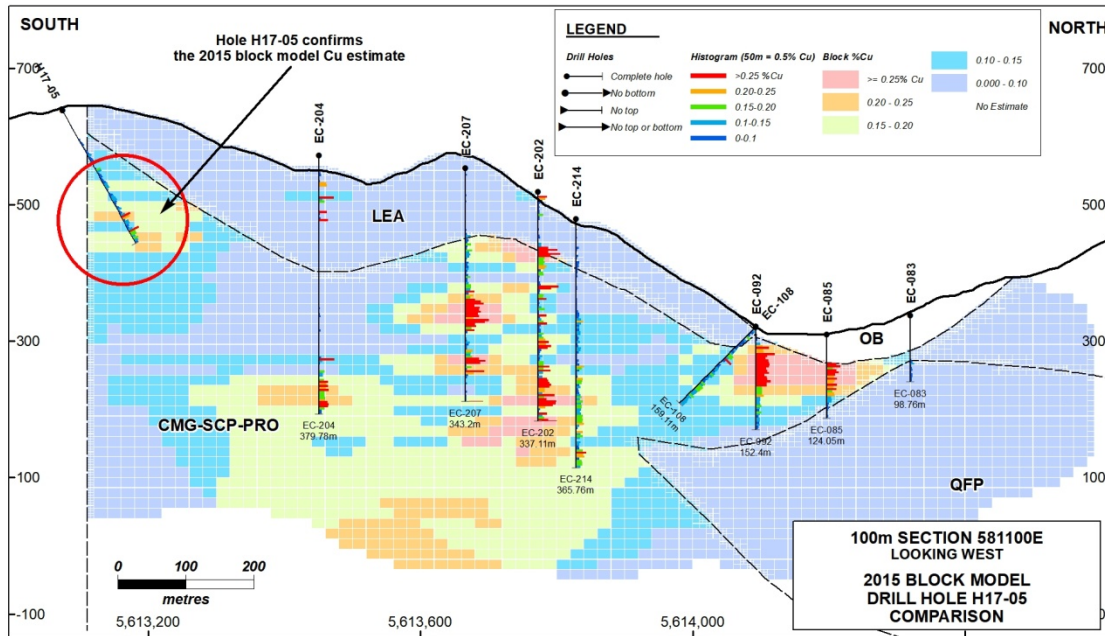 SOUTH
NORTH
Hole H17-05 confirms
the 2015 block model Cu estimate
LEGEND
Drill Holes
Complete hole
No bottom
No top
No top or bottom
Histogram (50m = 0.5% Cu)
>0.25 %Cu
0.20-0.25
0.15-0.20
0.1-0.15
0-0.1
Block %Cu
>= 0.25% Cu
0.20 - 0.25
0.15 - 0.20
0.10 - 0.15
0.000 - 0.10
No Estimate
700
700
H17-05
EC-204
EC-207
EC-202
EC-214
EC-092
EC-108
EC-085
EC-083
500
500
LEA
300
300
OB
EC-204
379.78m
EC-207
343.2m
EC-202
337.11m
EC-214
365.76m
EC-108
159.11m
EC-092
152.4m
EC-085
124.05m
EC-083
98.76m
CMG-SCP-PRO
QFP
100
100
0 100 200
metres
-100
-100
5,613,200
5,613,600
5,614,000
100m SECTION 581100E
LOOKING WEST
2015 BLOCK MODEL
DRILL HOLE H17-05
COMPARISON